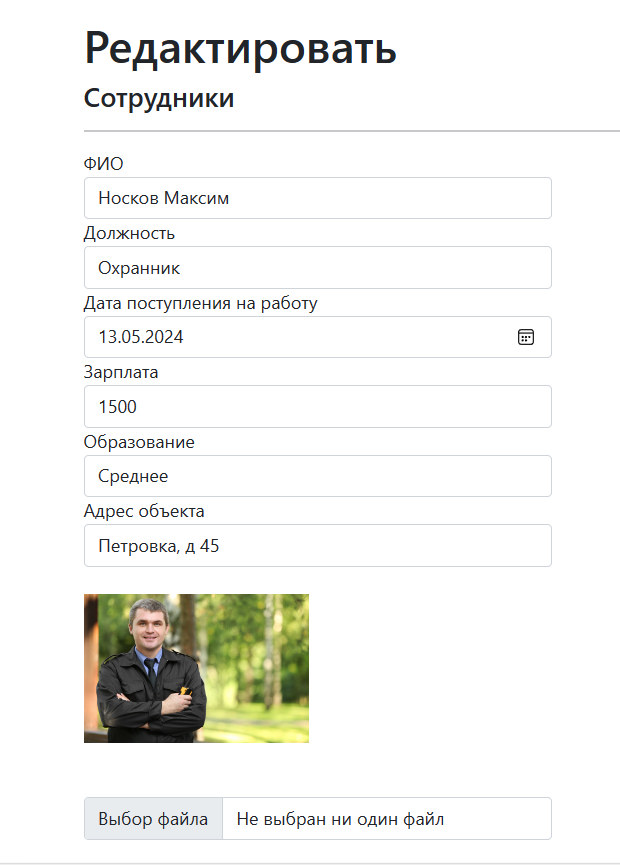 Редактировать
Сотрудники
ФИО
Носков Максим
Должность
Охранник
Дата поступления на работу
13.05.2024
Зарплата
1500
Образование
Среднее
Адрес объекта
Петровка, д 45
Выбор файла Не выбран ни один файл